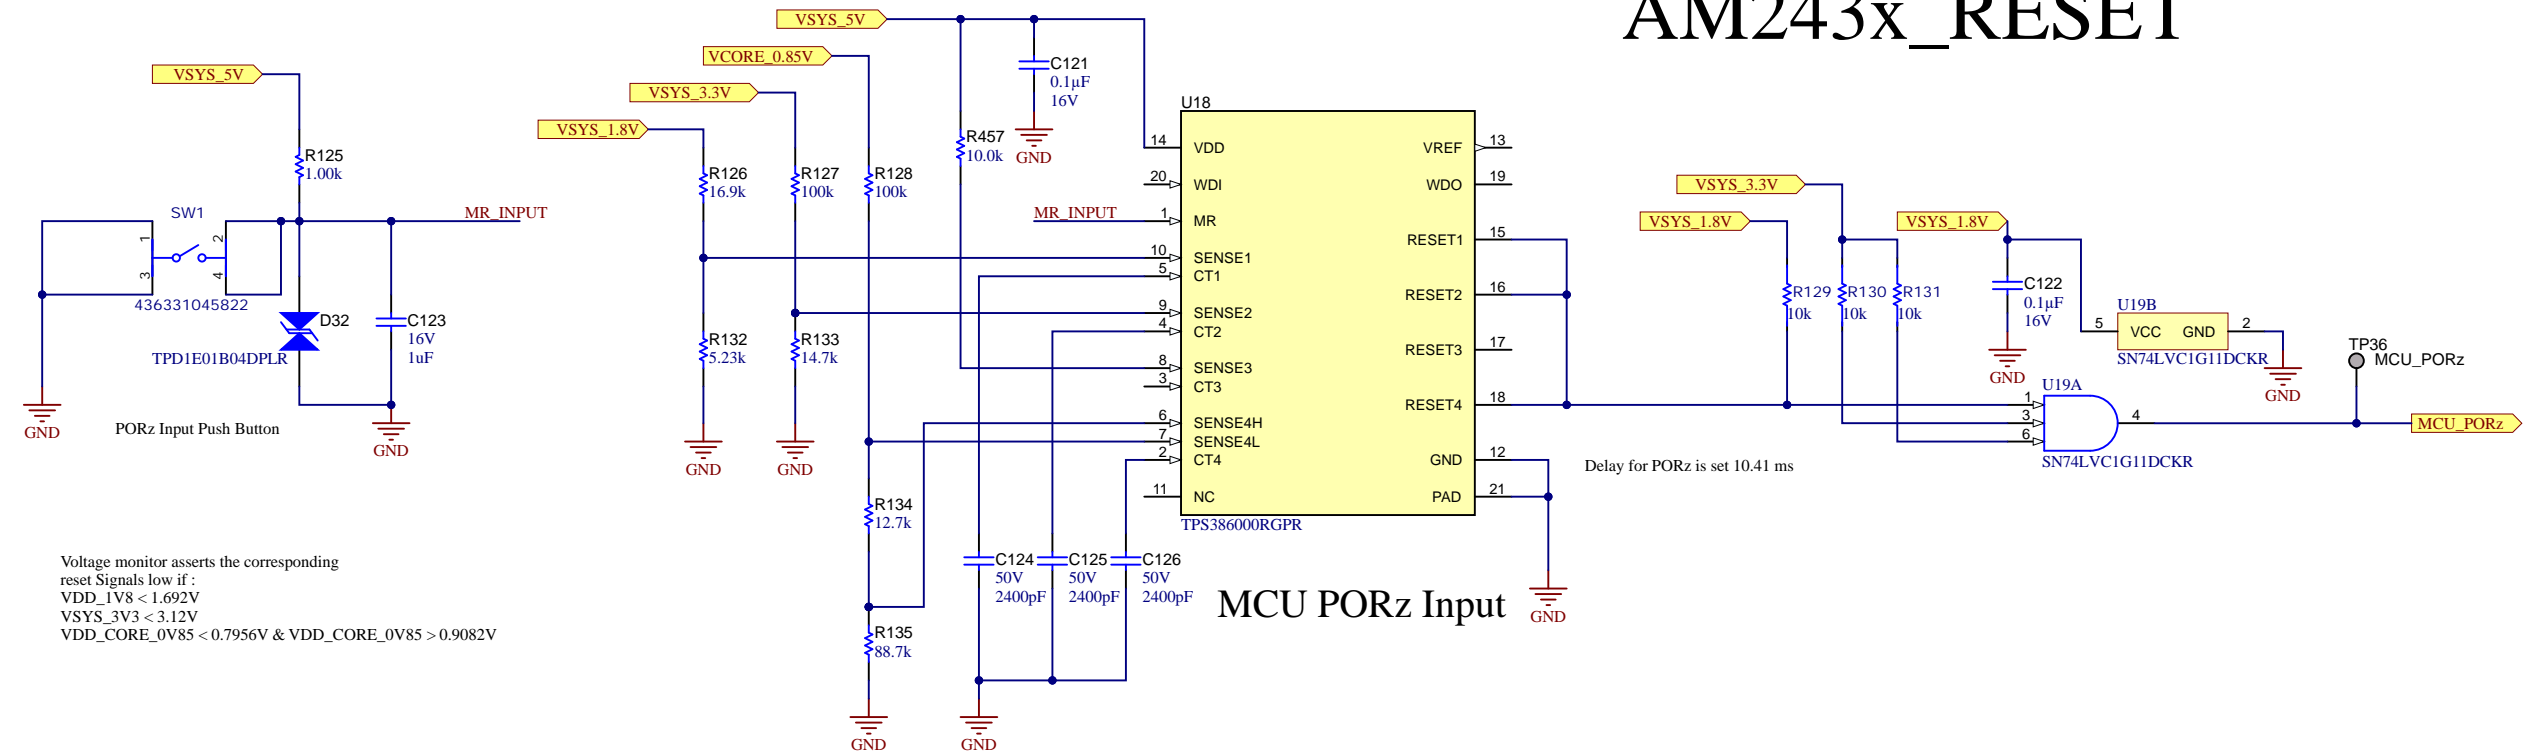 AM243x_RESET
VSYS_5V
R125
1.00k
SW1
1
3
2
4
436331045822
MR_INPUT
D32
TPD1E01B04DPLR
C123
16V
1uF
GND
GND
PORz Input Push Button
Voltage monitor asserts the corresponding
reset Signals low if :
VDD_1V8 < 1.692V
VSYS_3V3 < 3.12V
VDD_CORE_0V85 < 0.7956V & VDD_CORE_0V85 > 0.9082V
VSYS_5V
VCORE_0.85V
VSYS_3.3V
VSYS_1.8V
C121
0.1µF
16V
GND
R457
10.0k
R126
16.9k
R127
100k
R128
100k
R132
5.23k
R133
14.7k
GND
GND
R134
12.7k
R135
88.7k
GND
MR_INPUT
C124
50V
2400pF
C125
50V
2400pF
C126
50V
2400pF
GND
U18
14 VDD
20 WDI
1 MR
10 SENSE1
5 CT1
9 SENSE2
4 CT2
8 SENSE3
3 CT3
6 SENSE4H
7 SENSE4L
2 CT4
11 NC
VREF 13
WDO 19
RESET1 15
RESET2 16
RESET3 17
RESET4 18
GND 12
PAD 21
TPS386000RGPR
GND
MCU PORz Input
Delay for PORz is set 10.41 ms
VSYS_3.3V
VSYS_1.8V
VSYS_1.8V
R129
10k
R130
10k
R131
10k
C122
0.1µF
16V
GND
U19B
5 VCC GND 2
SN74LVC1G11DCKR
GND
U19A
1
3
6
4
SN74LVC1G11DCKR
TP36
MCU_PORz
MCU_PORz